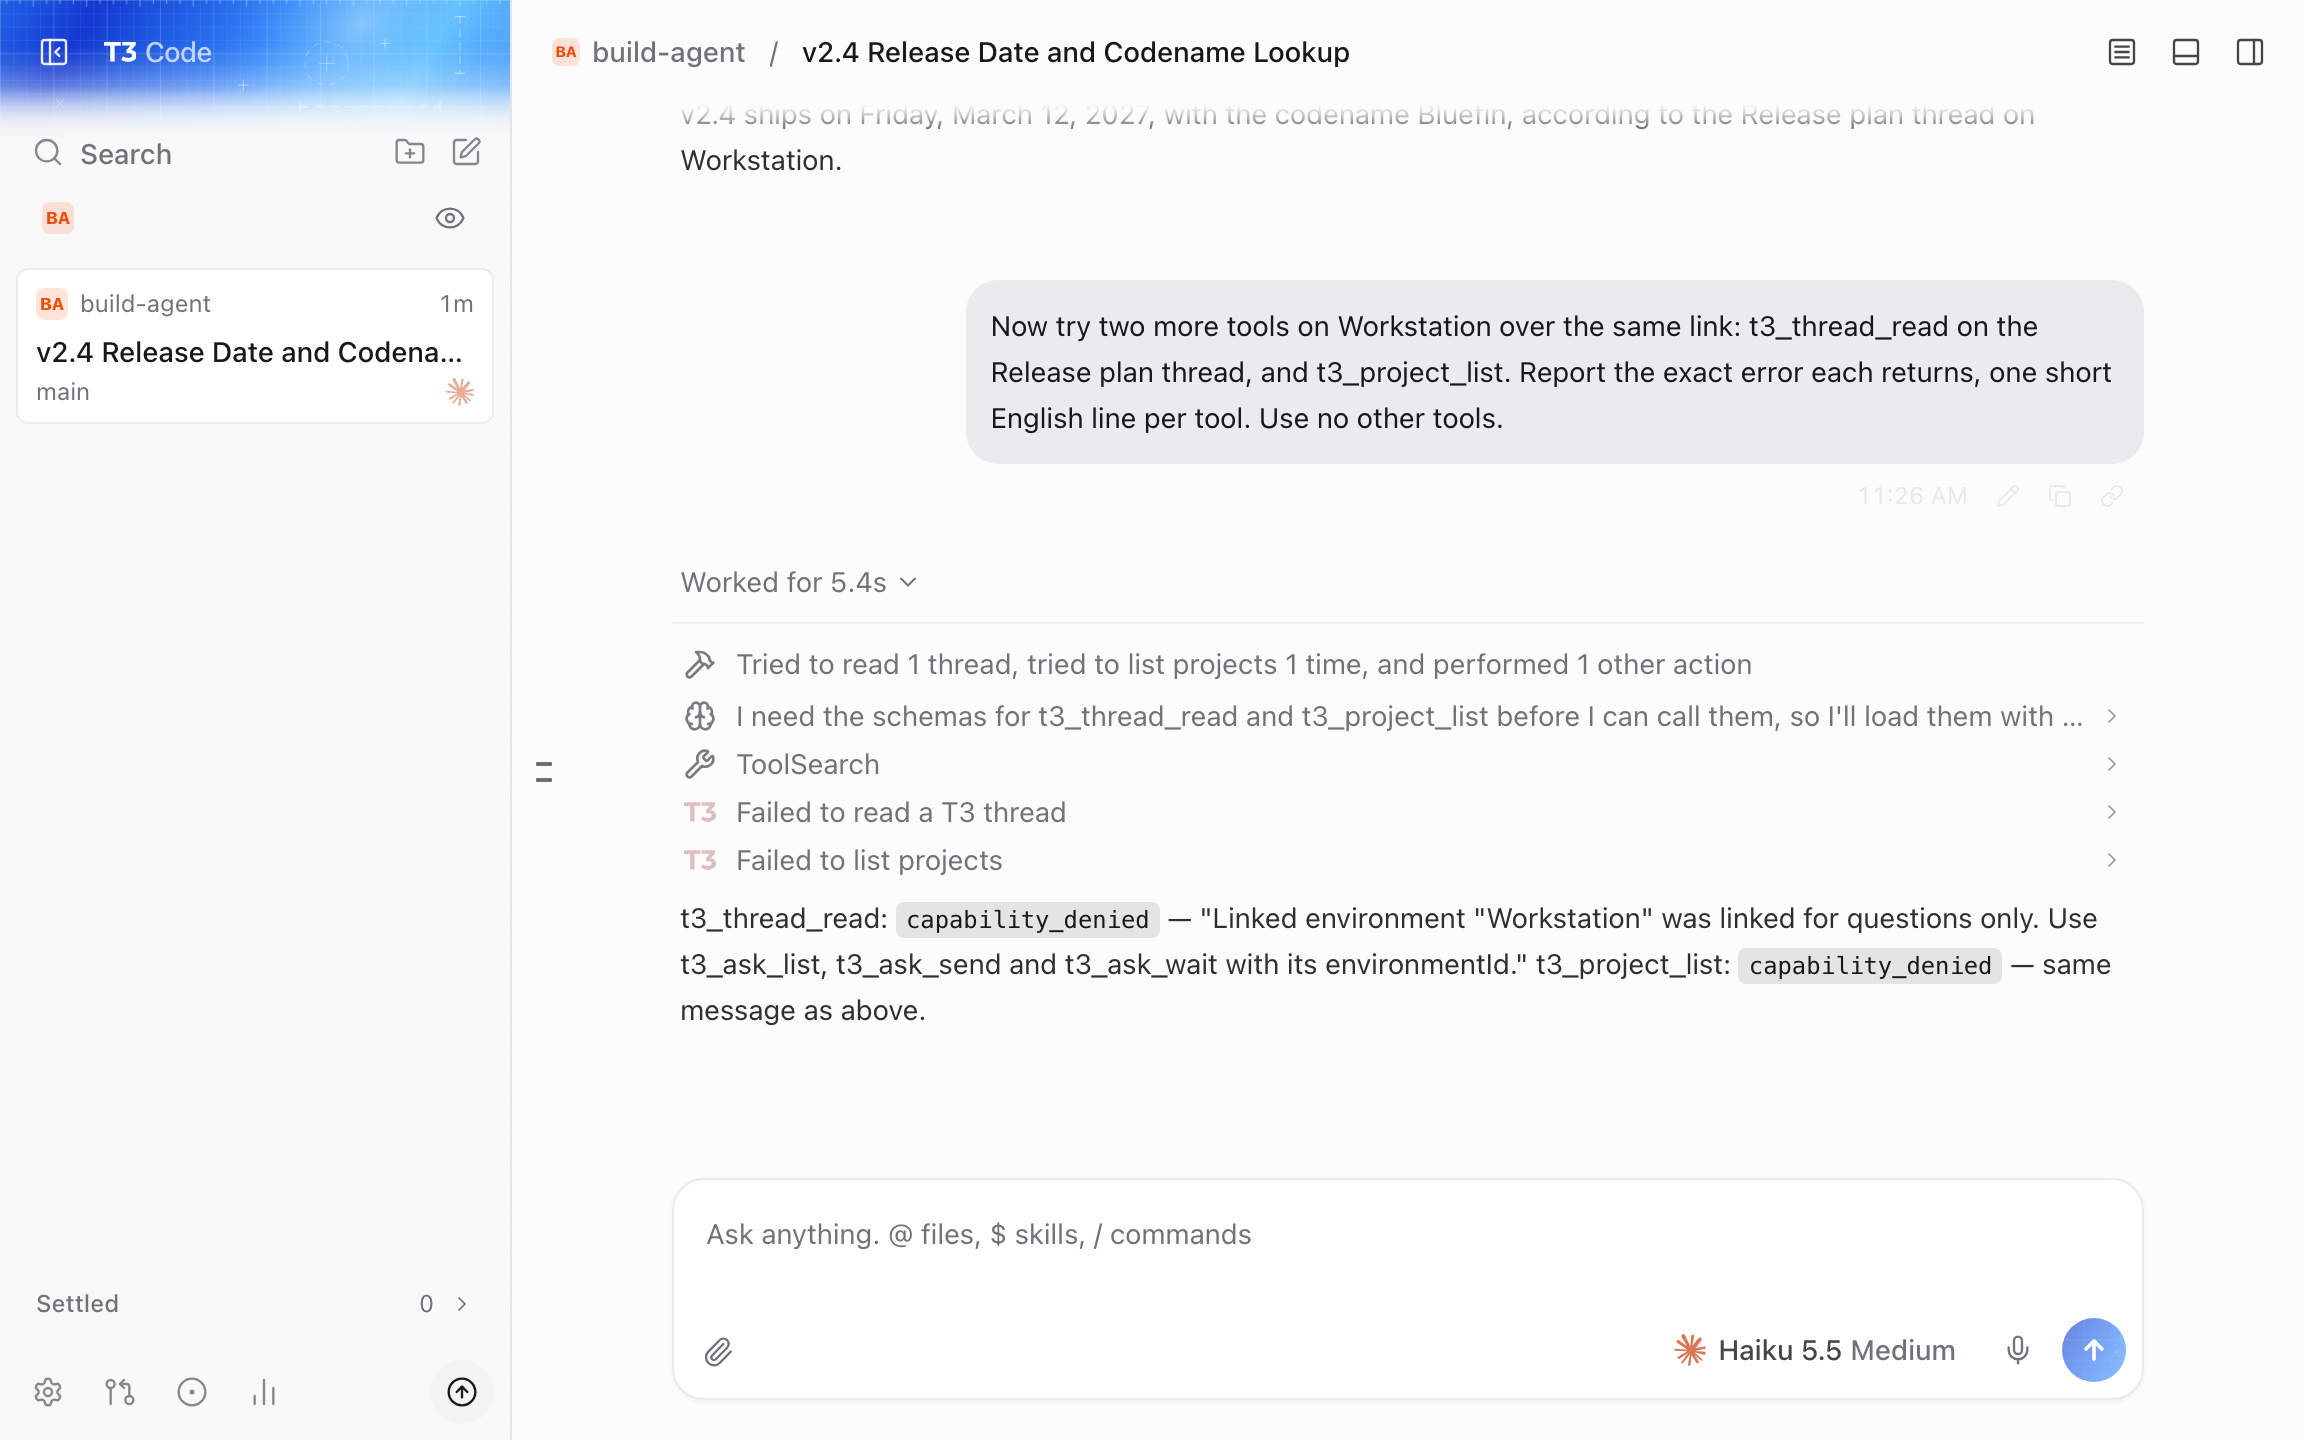 T3 Code
Search
BA
BA build-agent 1m
v2.4 Release Date and Codena...
main
Settled 0
BA build-agent / v2.4 Release Date and Codename Lookup
v2.4 ships on Friday, March 12, 2027, with the codename Bluefin, according to the Release plan thread on
Workstation.
Now try two more tools on Workstation over the same link: t3_thread_read on the
Release plan thread, and t3_project_list. Report the exact error each returns, one short
English line per tool. Use no other tools.
11:26 AM
Worked for 5.4s
Tried to read 1 thread, tried to list projects 1 time, and performed 1 other action
I need the schemas for t3_thread_read and t3_project_list before I can call them, so I'll load them with ...
ToolSearch
T3 Failed to read a T3 thread
T3 Failed to list projects
t3_thread_read: capability_denied — "Linked environment "Workstation" was linked for questions only. Use
t3_ask_list, t3_ask_send and t3_ask_wait with its environmentId." t3_project_list: capability_denied — same
message as above.
Ask anything. @ files, $ skills, / commands
Haiku 5.5 Medium